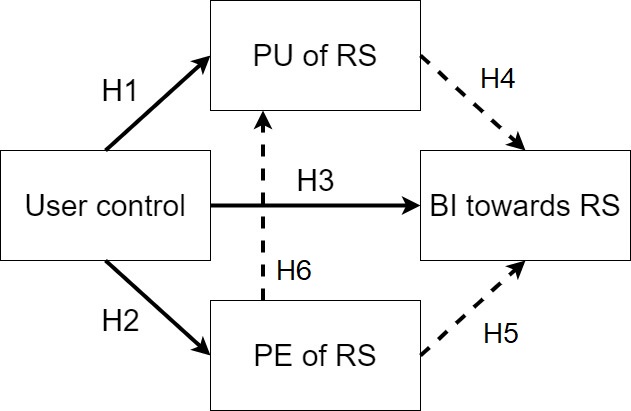 PU of RS
H1
H4
User control
H3
BI towards RS
H6
H2
H5
PE of RS